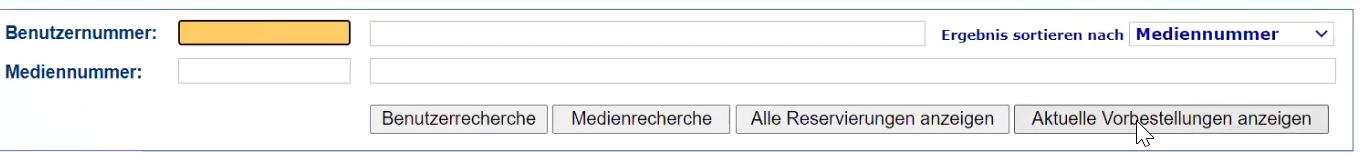 Benutzernummer: Ergebnis sortieren nach Mediennummer
Mediennummer:
Benutzerrecherche Medienrecherche Alle Reservierungen anzeigen Aktuelle Vorbestellungen anzeigen